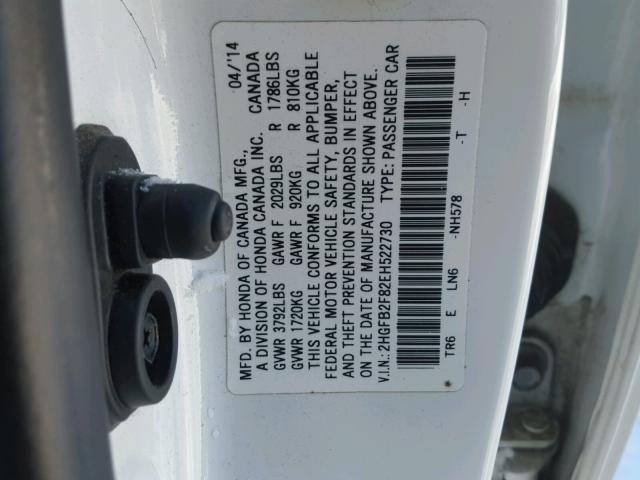 MFD. BY HONDA OF CANADA MFG., 04/'14
A DIVISION OF HONDA CANADA INC. CANADA
GVWR 3792LBS GAWR F 2029LBS R 1786LBS
GVWR 1720KG GAWR F 920KG R 810KG
THIS VEHICLE CONFORMS TO ALL APPLICABLE
FEDERAL MOTOR VEHICLE SAFETY, BUMPER,
AND THEFT PREVENTION STANDARDS IN EFFECT
ON THE DATE OF MANUFACTURE SHOWN ABOVE.
V.I.N.: 2HGFB2F82EH522730 TYPE: PASSENGER CAR
TR6 E LN6 -NH578 -T -H